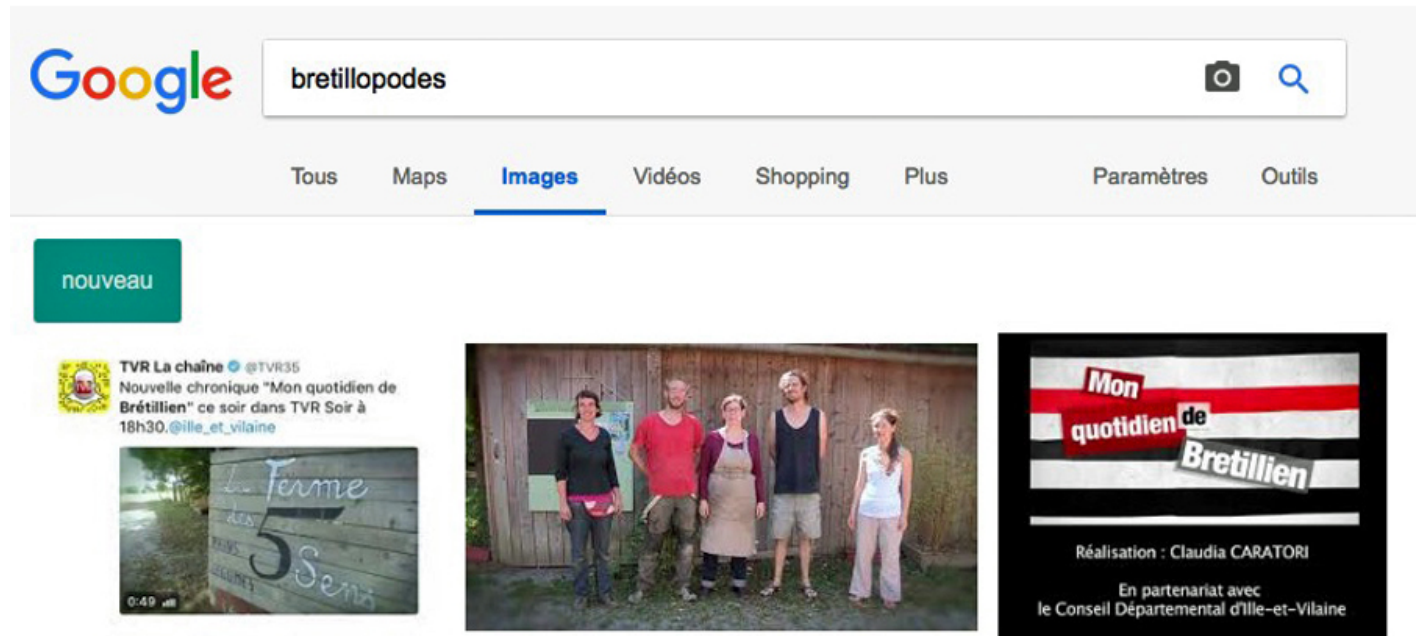 Google
bretillopodes
Tous Maps Images Vidéos Shopping Plus Paramètres Outils
nouveau
TVR La chaîne @TVR35
Nouvelle chronique "Mon quotidien de
Brétillien" ce soir dans TVR Soir à
18h30.@ille_et_vilaine
La Ferme
des
5 Sens
0:49
Mon
quotidien de
Bretillien
Réalisation : Claudia CARATORI
En partenariat avec
le Conseil Départemental d'Ille-et-Vilaine